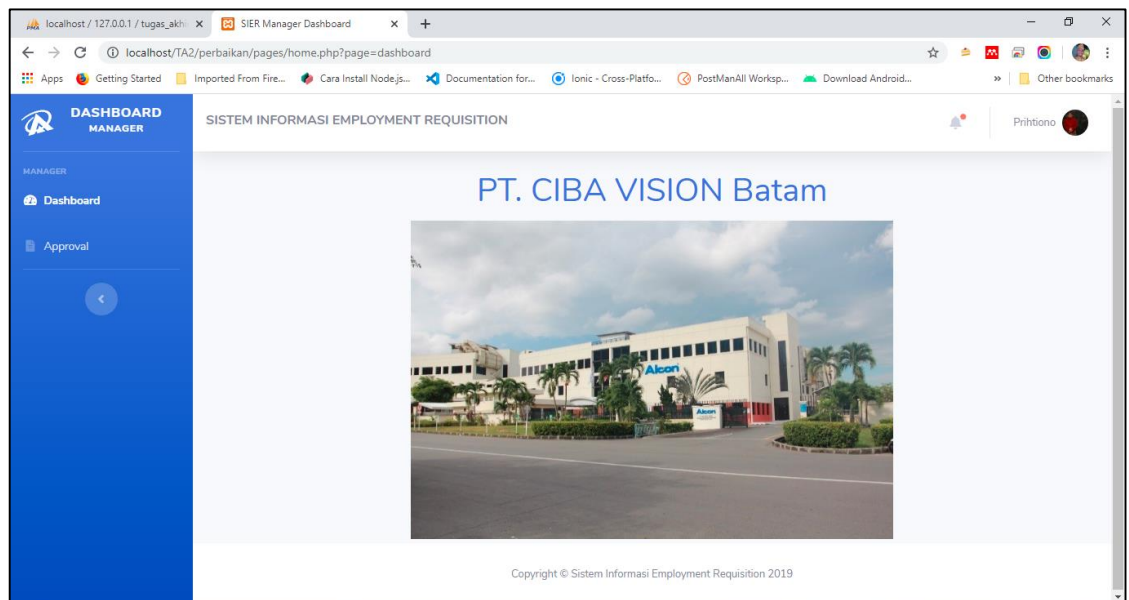 localhost / 127.0.0.1 / tugas_akhi
SIER Manager Dashboard
localhost/TA2/perbaikan/pages/home.php?page=dashboard
Apps
Getting Started
Imported From Fire...
Cara Install Node.js...
Documentation for...
Ionic - Cross-Platfo...
PostManAll Worksp...
Download Android...
Other bookmarks
DASHBOARD
MANAGER
SISTEM INFORMASI EMPLOYMENT REQUISITION
Prihtiono
MANAGER
Dashboard
Approval
PT. CIBA VISION Batam
Alcon
Alcon
Copyright © Sistem Informasi Employment Requisition 2019